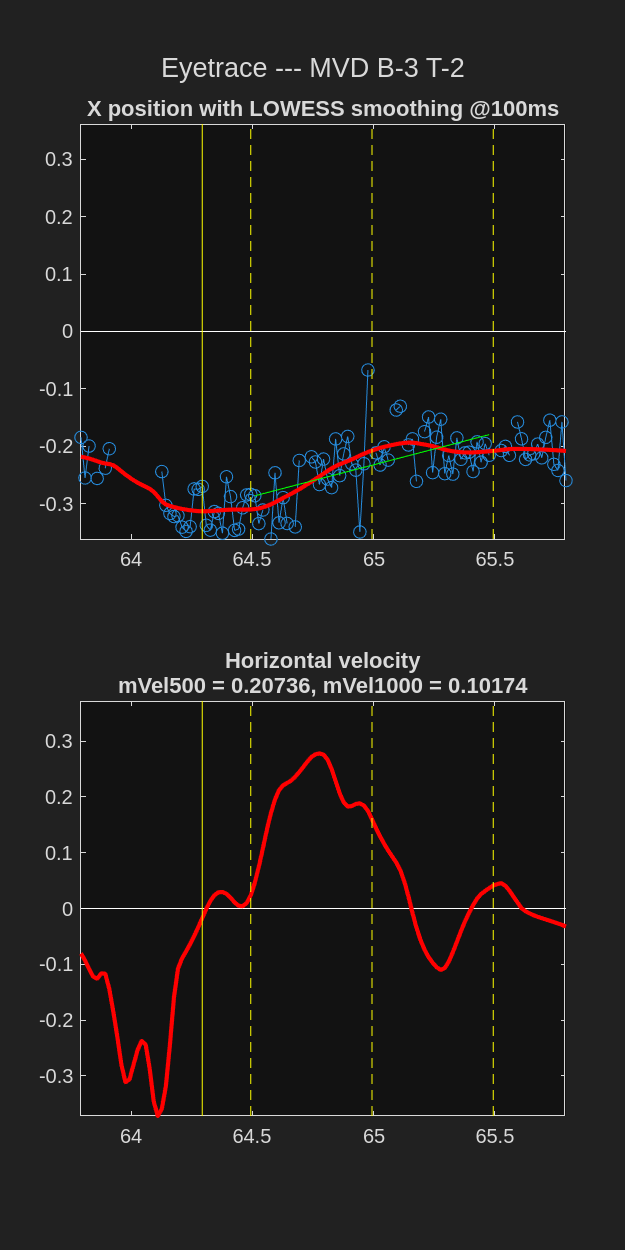 Eyetrace --- MVD B-3 T-2
X position with LOWESS smoothing @100ms
0.3
0.2
0.1
0
-0.1
-0.2
-0.3
64 64.5 65 65.5
Horizontal velocity
mVel500 = 0.20736, mVel1000 = 0.10174
0.3
0.2
0.1
0
-0.1
-0.2
-0.3
64 64.5 65 65.5